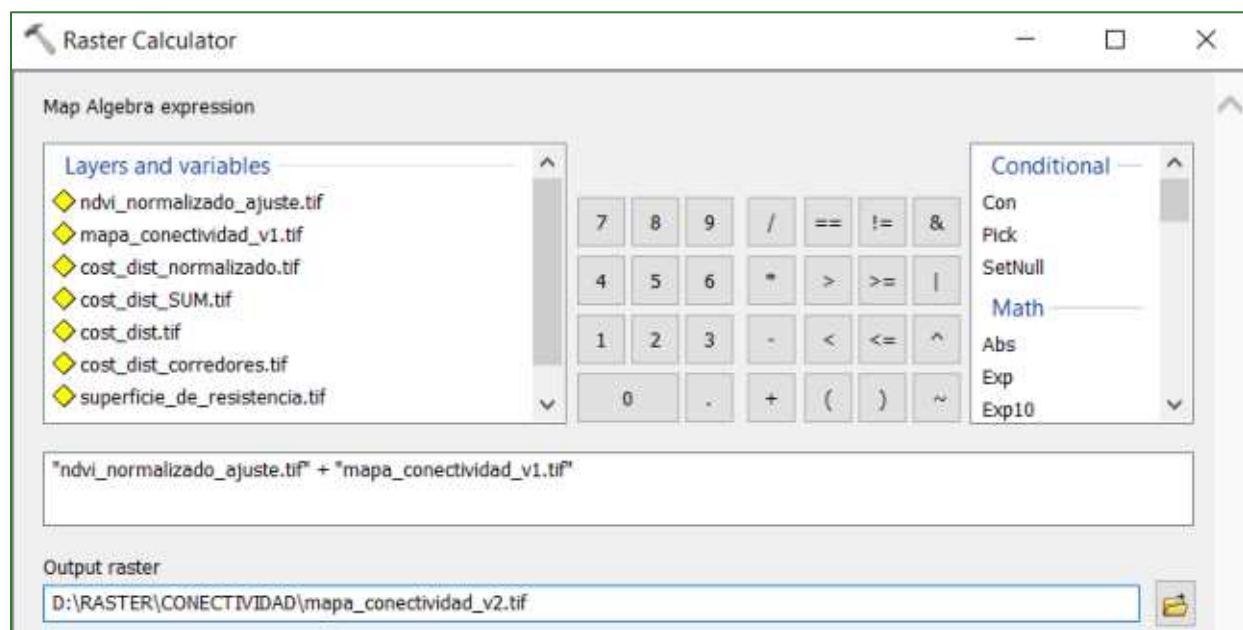 Raster Calculator
Map Algebra expression
Layers and variables
ndvi_normalizado_ajuste.tif
mapa_conectividad_v1.tif
cost_dist_normalizado.tif
cost_dist_SUM.tif
cost_dist.tif
cost_dist_corredores.tif
superficie_de_resistencia.tif
7 8 9 / == != &
4 5 6 * > >= |
1 2 3 - < <= ^
0 . + ( ) ~
Conditional
Con
Pick
SetNull
Math
Abs
Exp
Exp10
"ndvi_normalizado_ajuste.tif" + "mapa_conectividad_v1.tif"
Output raster
D:\RASTER\CONECTIVIDAD\mapa_conectividad_v2.tif